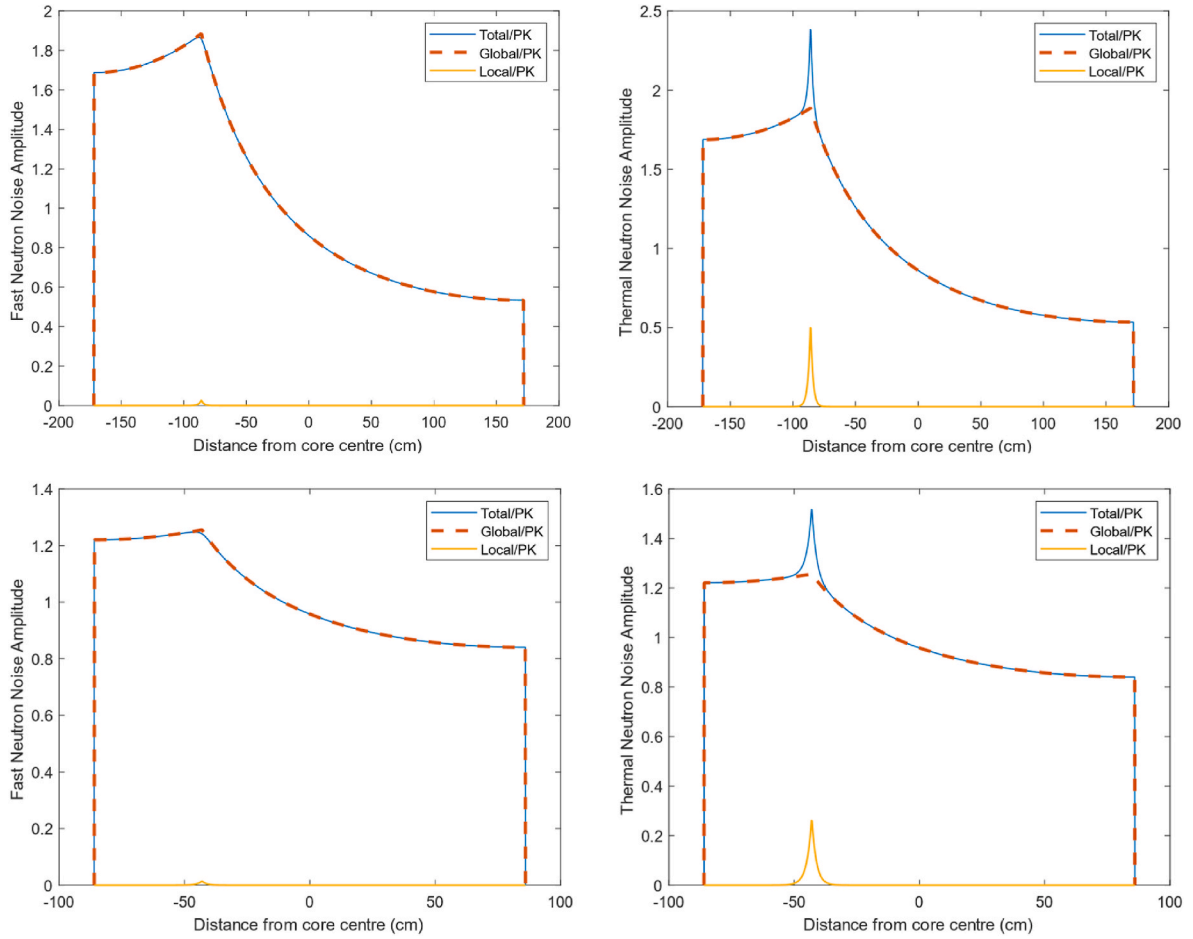 2
1.8
1.6
1.4
1.2
1
0.8
0.6
0.4
0.2
0
-200 -150 -100 -50 0 50 100 150 200
Fast Neutron Noise Amplitude
Distance from core centre (cm)
Total/PK
Global/PK
Local/PK
2.5
2
1.5
1
0.5
0
-200 -150 -100 -50 0 50 100 150 200
Thermal Neutron Noise Amplitude
Distance from core centre (cm)
Total/PK
Global/PK
Local/PK
1.4
1.2
1
0.8
0.6
0.4
0.2
0
-100 -50 0 50 100
Fast Neutron Noise Amplitude
Distance from core centre (cm)
Total/PK
Global/PK
Local/PK
1.6
1.4
1.2
1
0.8
0.6
0.4
0.2
0
-100 -50 0 50 100
Thermal Neutron Noise Amplitude
Distance from core centre (cm)
Total/PK
Global/PK
Local/PK